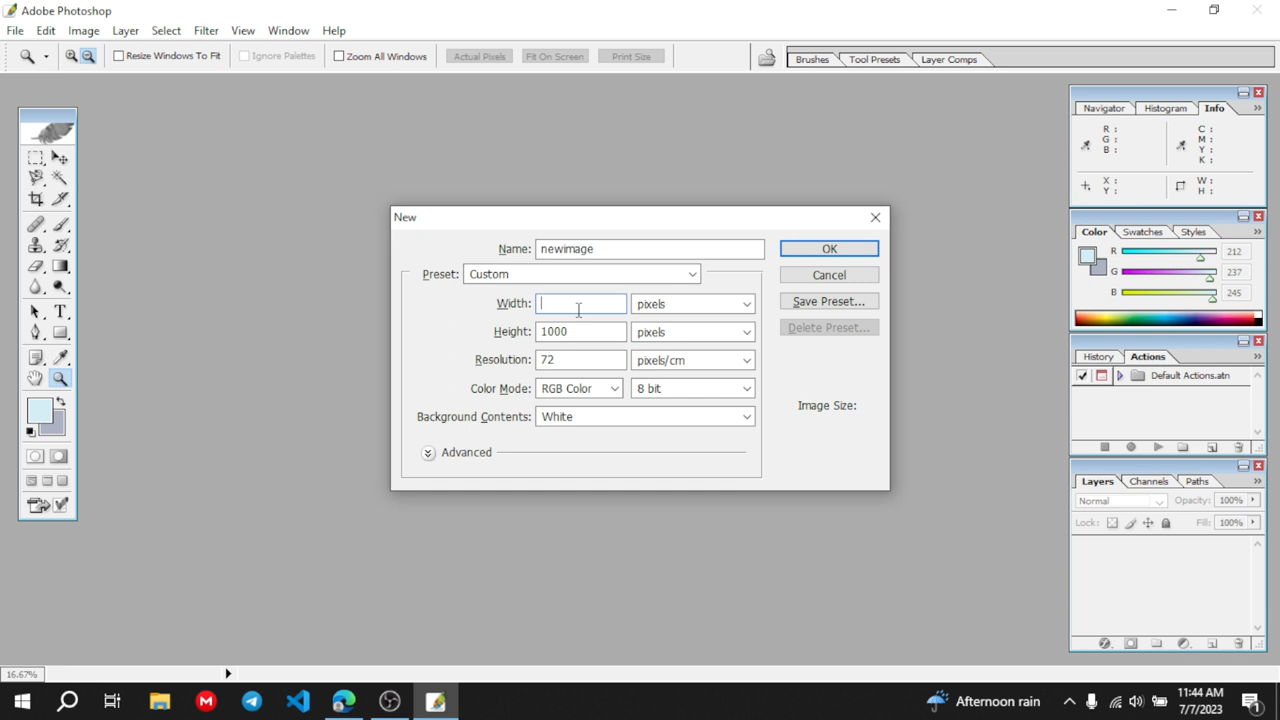 Adobe Photoshop
File Edit Image Layer Select Filter View Window Help
Resize Windows To Fit Ignore Palettes Zoom All Windows Actual Pixels Fit On Screen Print Size Brushes Tool Presets Layer Comps
Navigator Histogram Info
R : C :
G : M :
B : Y :
K :
X : W :
Y : H :
Color Swatches Styles
R 212
G 237
B 245
History Actions
Default Actions.atn
Layers Channels Paths
Normal Opacity: 100%
Lock: Fill: 100%
New
Name: newimage OK
Preset: Custom Cancel
Width: pixels Save Preset...
Height: 1000 pixels Delete Preset...
Resolution: 72 pixels/cm
Color Mode: RGB Color 8 bit
Image Size:
Background Contents: White
Advanced
T
16.67%
M
Afternoon rain
11:44 AM
7/7/2023
1